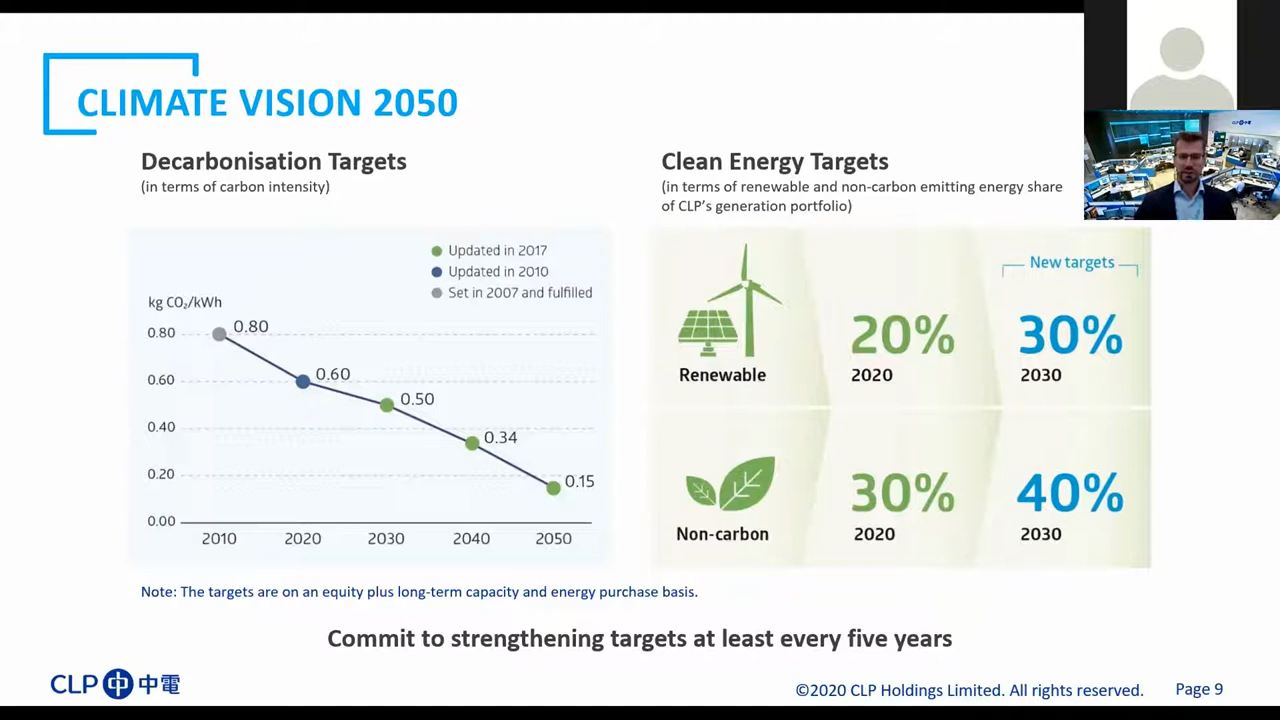 CLIMATE VISION 2050
Decarbonisation Targets
(in terms of carbon intensity)
Updated in 2017
Updated in 2010
Set in 2007 and fulfilled
kg CO₂/kWh
0.80
0.60
0.40
0.20
0.00
0.80
0.60
0.50
0.34
0.15
2010
2020
2030
2040
2050
Clean Energy Targets
(in terms of renewable and non-carbon emitting energy share
of CLP's generation portfolio)
New targets
Renewable
20%
2020
30%
2030
Non-carbon
30%
2020
40%
2030
Note: The targets are on an equity plus long-term capacity and energy purchase basis.
Commit to strengthening targets at least every five years
CLP 中電
©2020 CLP Holdings Limited. All rights reserved.
Page 9
CLP 中電